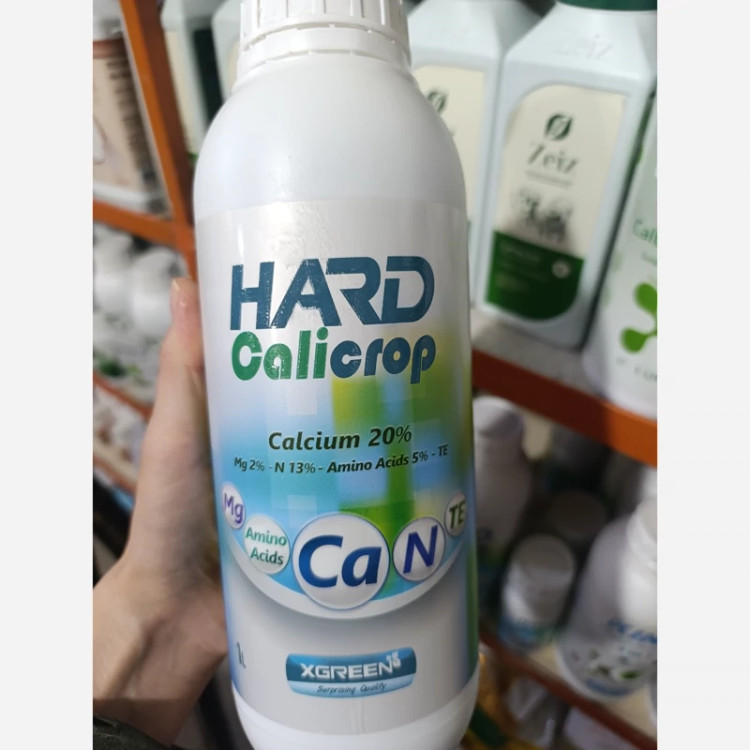 HARD
Calicrop
Calcium 20%
Mg 2% - N 13% - Amino Acids 5% - TE
Mg
Amino
Acids
Ca
N
TE
1L
XGREEN
Surprising Quality
Zeiz